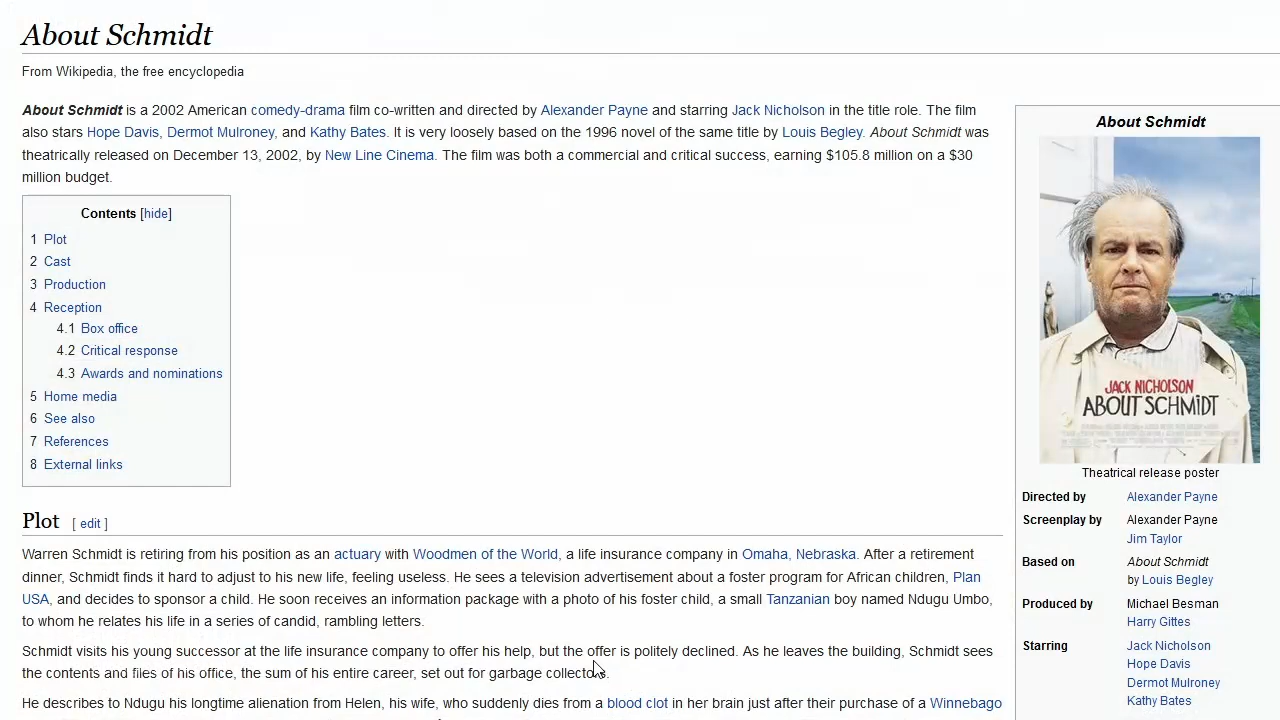 About Schmidt
From Wikipedia, the free encyclopedia
About Schmidt is a 2002 American comedy-drama film co-written and directed by Alexander Payne and starring Jack Nicholson in the title role. The film
also stars Hope Davis, Dermot Mulroney, and Kathy Bates. It is very loosely based on the 1996 novel of the same title by Louis Begley. About Schmidt was
theatrically released on December 13, 2002, by New Line Cinema. The film was both a commercial and critical success, earning $105.8 million on a $30
million budget.
Contents [hide]
1 Plot
2 Cast
3 Production
4 Reception
4.1 Box office
4.2 Critical response
4.3 Awards and nominations
5 Home media
6 See also
7 References
8 External links
Plot [ edit ]
Warren Schmidt is retiring from his position as an actuary with Woodmen of the World, a life insurance company in Omaha, Nebraska. After a retirement
dinner, Schmidt finds it hard to adjust to his new life, feeling useless. He sees a television advertisement about a foster program for African children, Plan
USA, and decides to sponsor a child. He soon receives an information package with a photo of his foster child, a small Tanzanian boy named Ndugu Umbo,
to whom he relates his life in a series of candid, rambling letters.
Schmidt visits his young successor at the life insurance company to offer his help, but the offer is politely declined. As he leaves the building, Schmidt sees
the contents and files of his office, the sum of his entire career, set out for garbage collectors.
He describes to Ndugu his longtime alienation from Helen, his wife, who suddenly dies from a blood clot in her brain just after their purchase of a Winnebago
About Schmidt
JACK NICHOLSON
ABOUT SCHMIDT
Theatrical release poster
Directed by Alexander Payne
Screenplay by Alexander Payne
Jim Taylor
Based on About Schmidt
by Louis Begley
Produced by Michael Besman
Harry Gittes
Starring Jack Nicholson
Hope Davis
Dermot Mulroney
Kathy Bates